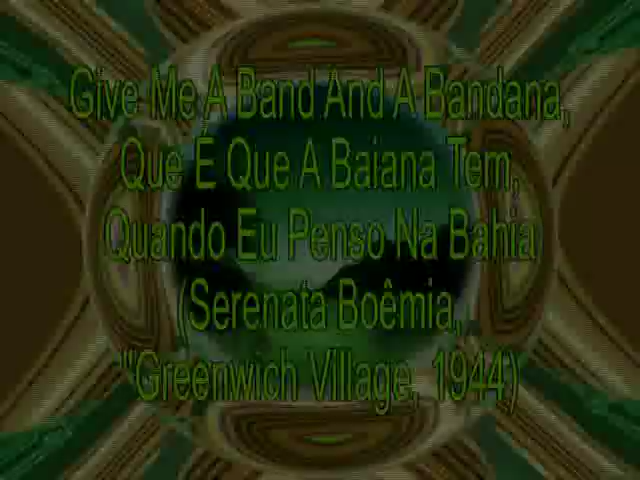 Give Me A Band And A Bandana,
Que É Que A Baiana Tem,
Quando Eu Penso Na Bahia
(Serenata Boêmia,
'"Greenwich Village, 1944)